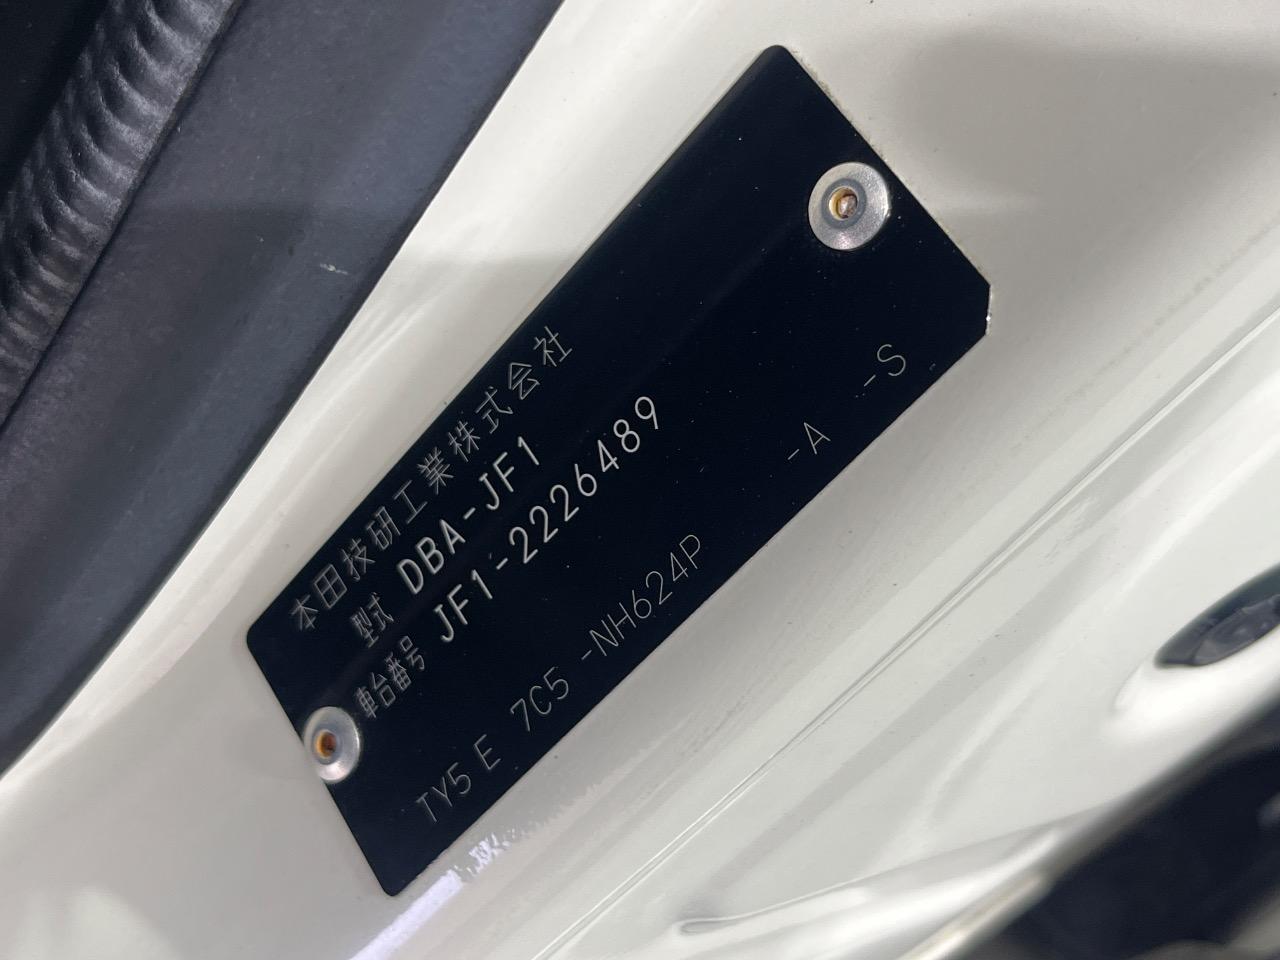 本田技研工業株式会社
型式 DBA-JF1
車台番号 JF1-2226489
TY5 E 7C5 -NH624P -A -S